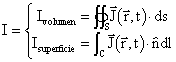 I = { I_volumen = ∯_S J⃗(r⃗, t) · ds
I_superficie = ∫_C J⃗(r⃗, t) · n̂ dl